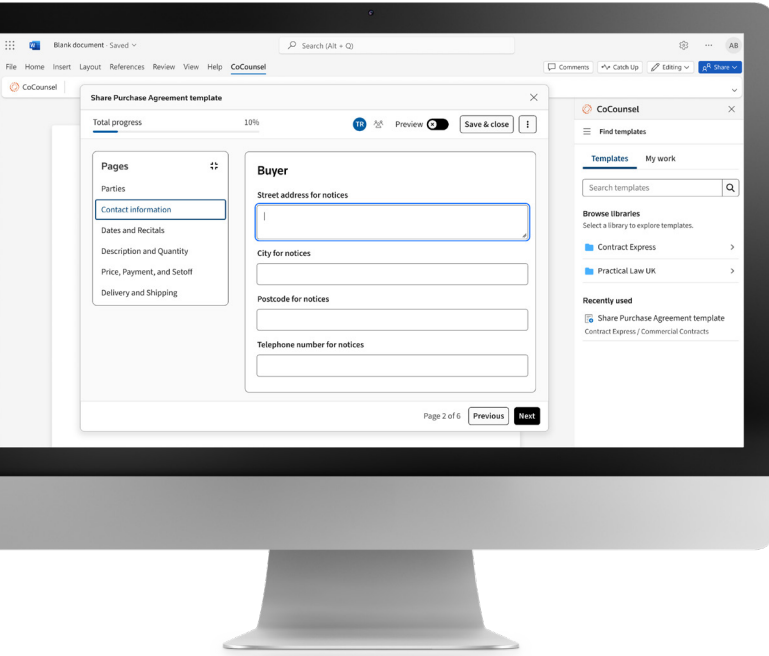 Blank document - Saved
Search (Alt + Q)
AB
File Home Insert Layout References Review View Help CoCounsel
Comments Catch Up Editing Share
CoCounsel
Share Purchase Agreement template
Total progress 10%
TR Preview Save & close
Pages
Parties
Contact information
Dates and Recitals
Description and Quantity
Price, Payment, and Setoff
Delivery and Shipping
Buyer
Street address for notices
City for notices
Postcode for notices
Telephone number for notices
Page 2 of 6 Previous Next
CoCounsel
Find templates
Templates My work
Search templates
Browse libraries
Select a library to explore templates.
Contract Express
Practical Law UK
Recently used
Share Purchase Agreement template
Contract Express / Commercial Contracts